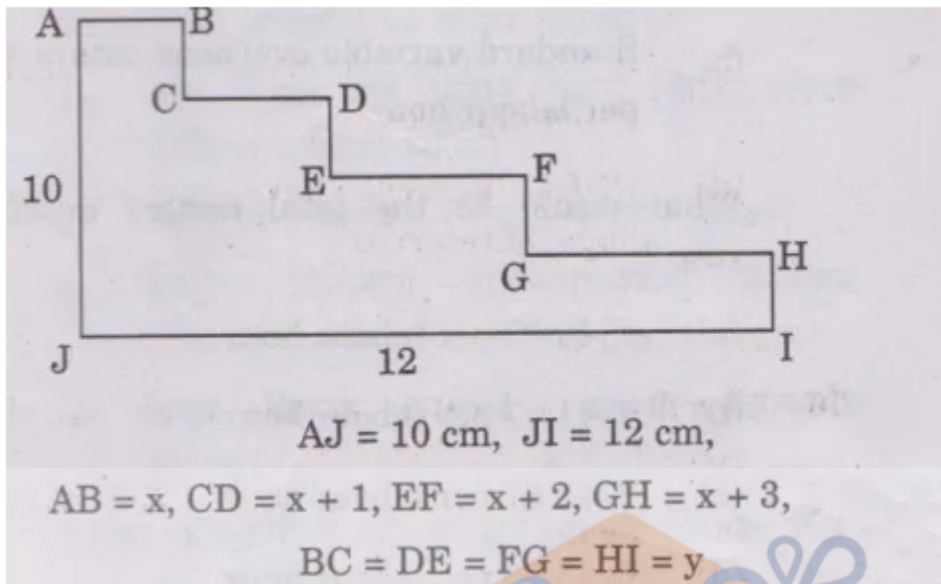 A B
C D
10 E F
G H
J 12 I
AJ = 10 cm, JI = 12 cm,
AB = x, CD = x + 1, EF = x + 2, GH = x + 3,
BC = DE = FG = HI = y